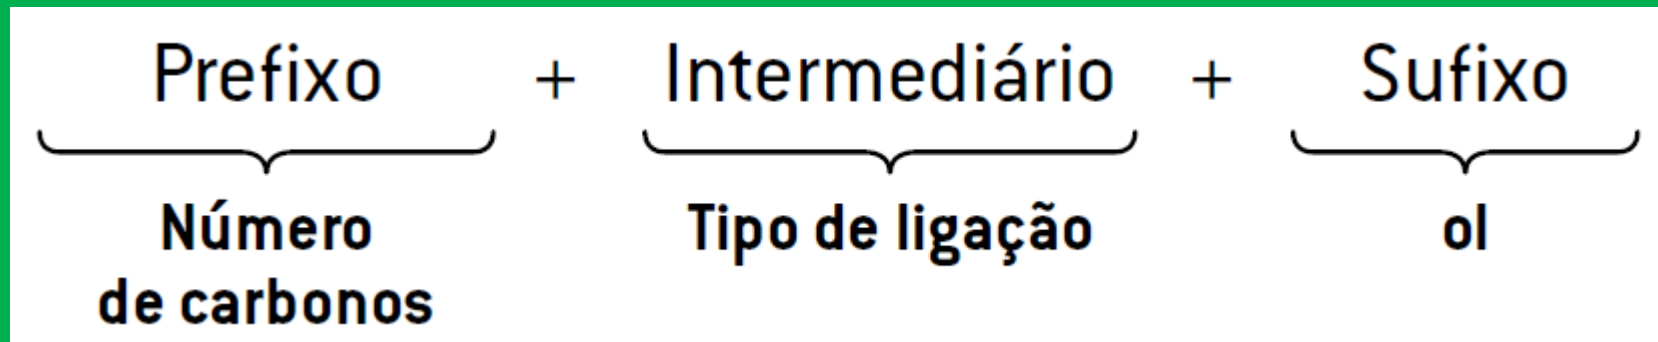 Prefixo + Intermediário + Sufixo
Número Tipo de ligação ol
de carbonos